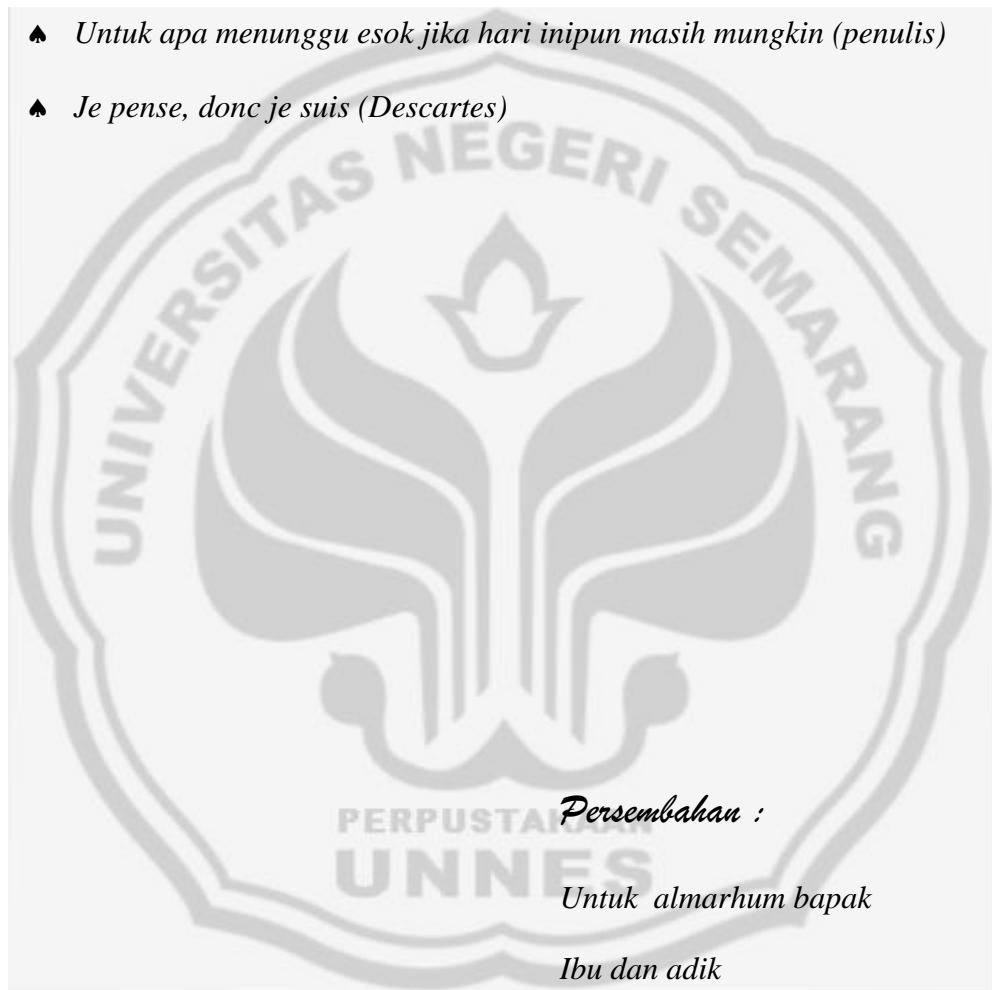 ♠ Untuk apa menunggu esok jika hari inipun masih mungkin (penulis)
♠ Je pense, donc je suis (Descartes)
UNIVERSITAS NEGERI SEMARANG
Persembahan :
PERPUSTAKAAN
UNNES
Untuk almarhum bapak
Ibu dan adik